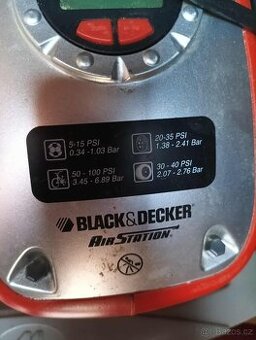 5-15 PSI
0.34 -1.03 Bar
20-35 PSI
1.38 - 2.41 Bar
50 - 100 PSI
3.45 - 6.89 Bar
30 - 40 PSI
2.07 - 2.76 Bar
BLACK&DECKER
AIRSTATION